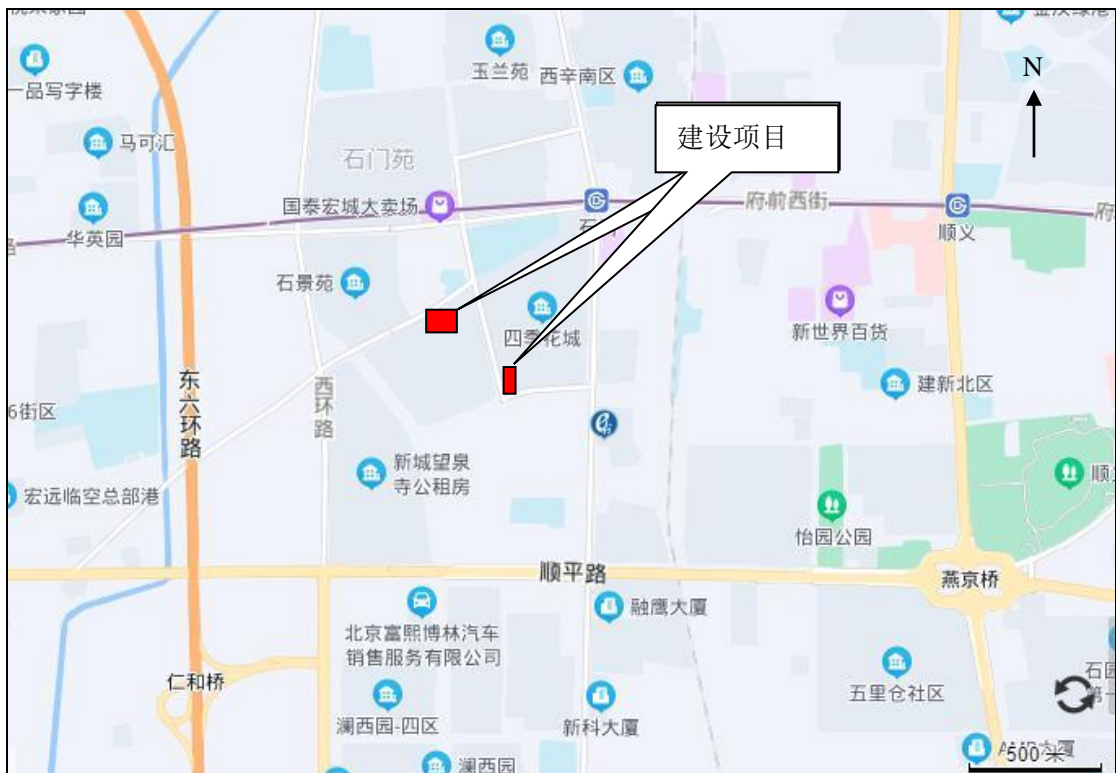 玉兰苑
西辛南区
N
一品写字楼
建设项目
马可汇
石门苑
国泰宏城大卖场
府前西街
府
华英园
顺义
石景苑
四季花城
新世界百货
东六环路
西环路
建新北区
6街区
新城望泉
寺公租房
宏远临空总部港
怡园公园
顺平路
燕京桥
融鹰大厦
北京富熙博林汽车
销售服务有限公司
仁和桥
五里仓社区
澜西园-四区
新科大厦
澜西园
500米